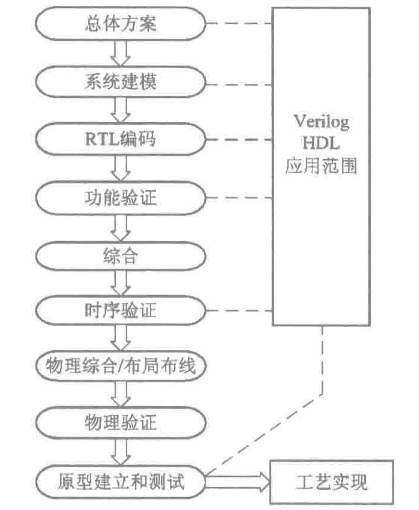 总体方案
系统建模
RTL编码
功能验证
综合
时序验证
物理综合/布局布线
物理验证
原型建立和测试
Verilog
HDL
应用范围
工艺实现